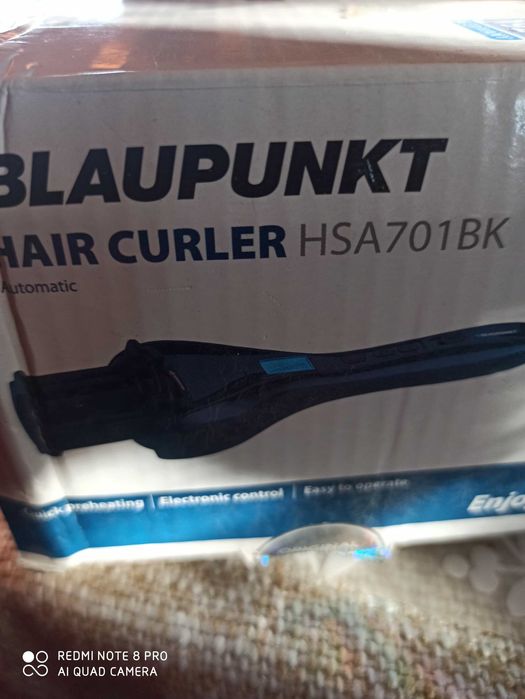 BLAUPUNKT
HAIR CURLER HSA701BK
Automatic
Quick preheating | Electronic control | Easy to operate
Enjo
REDMI NOTE 8 PRO
AI QUAD CAMERA